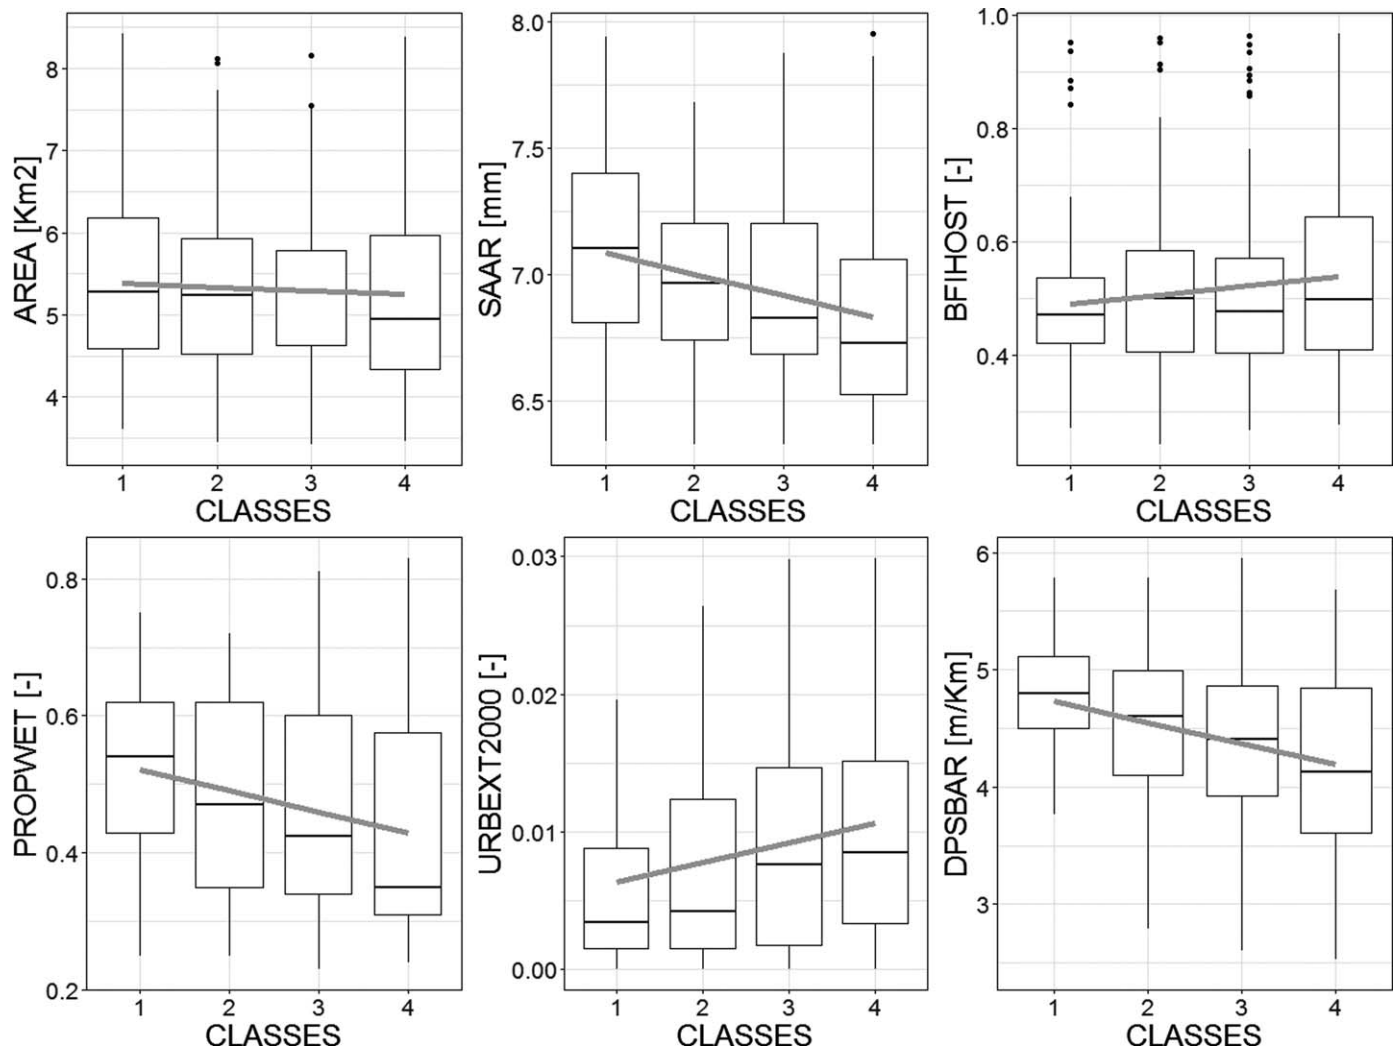 AREA [Km2]
8
7
6
5
4
1 2 3 4
CLASSES
SAAR [mm]
8.0
7.5
7.0
6.5
1 2 3 4
CLASSES
BFIHOST [-]
1.0
0.8
0.6
0.4
1 2 3 4
CLASSES
PROPWET [-]
0.8
0.6
0.4
0.2
1 2 3 4
CLASSES
URBEXT2000 [-]
0.03
0.02
0.01
0.00
1 2 3 4
CLASSES
DPSBAR [m/Km]
6
5
4
3
1 2 3 4
CLASSES